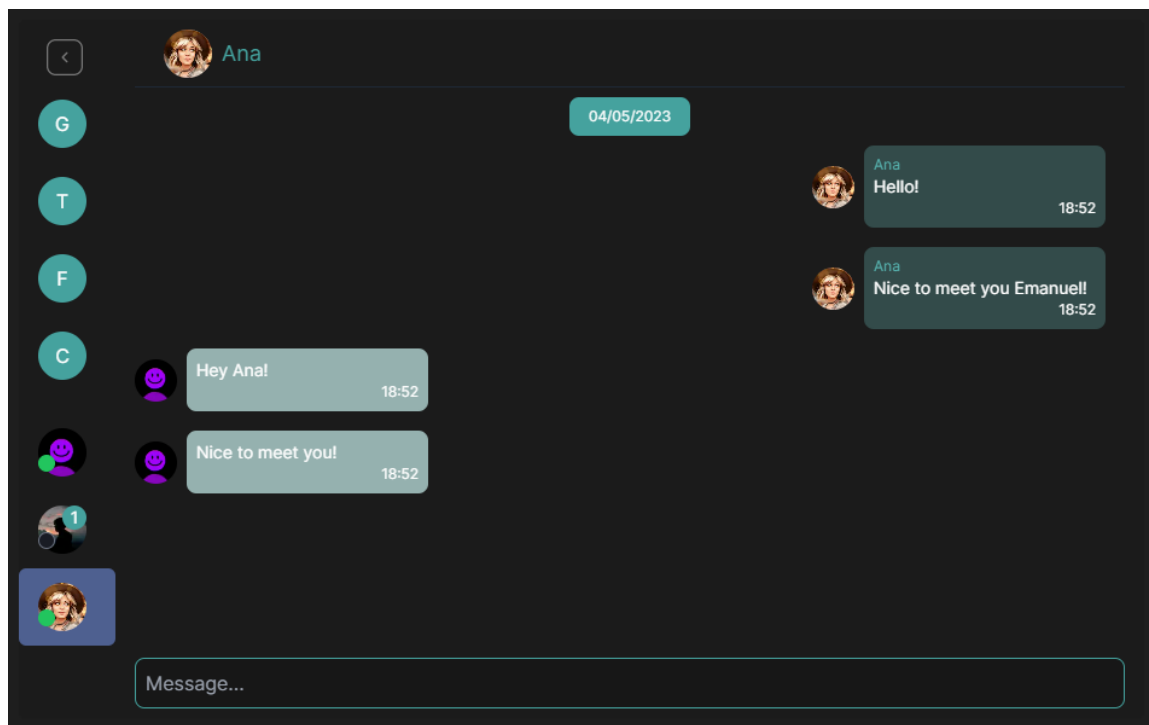 Ana
G
T
F
C
1
04/05/2023
Ana
Hello!
18:52
Ana
Nice to meet you Emanuel!
18:52
Hey Ana!
18:52
Nice to meet you!
18:52
Message...